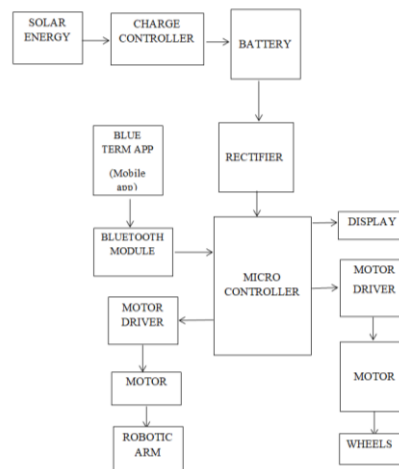 SOLAR
ENERGY
CHARGE
CONTROLLER
BATTERY
BLUE
TERM APP
(Mobile
app)
RECTIFIER
BLUETOOTH
MODULE
MICRO
CONTROLLER
DISPLAY
MOTOR
DRIVER
MOTOR
DRIVER
MOTOR
MOTOR
ROBOTIC
ARM
WHEELS